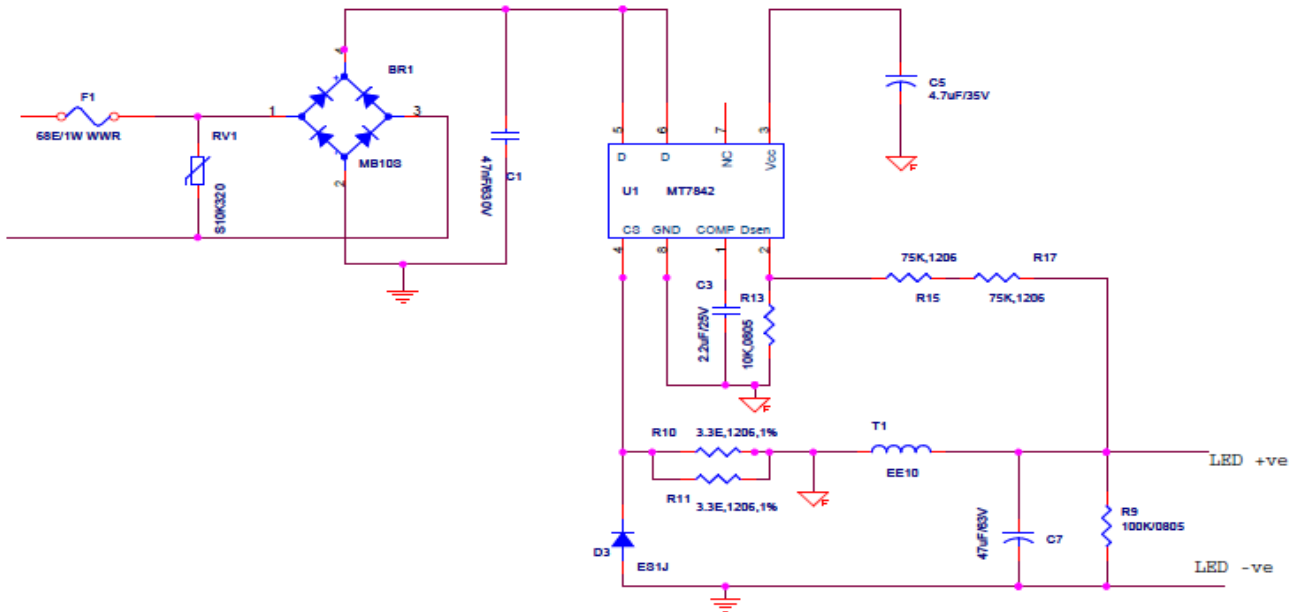 4
BR1
C5
4.7uF/35V
F1
68E/1W WWR
1
3
RV1
S10K320
MB10S
2
47nF/630V
C1
5
6
7
3
D
D
NC
Vcc
U1
MT7842
CS
GND
COMP
Dsen
4
8
1
2
75K,1206
R17
R15
75K,1206
C3
2.2uF/25V
R13
10K,0805
F
F
R10
3.3E,1206,1%
T1
EE10
LED +ve
R11
3.3E,1206,1%
F
R9
100K/0805
47uF/63V
C7
D3
ES1J
LED -ve